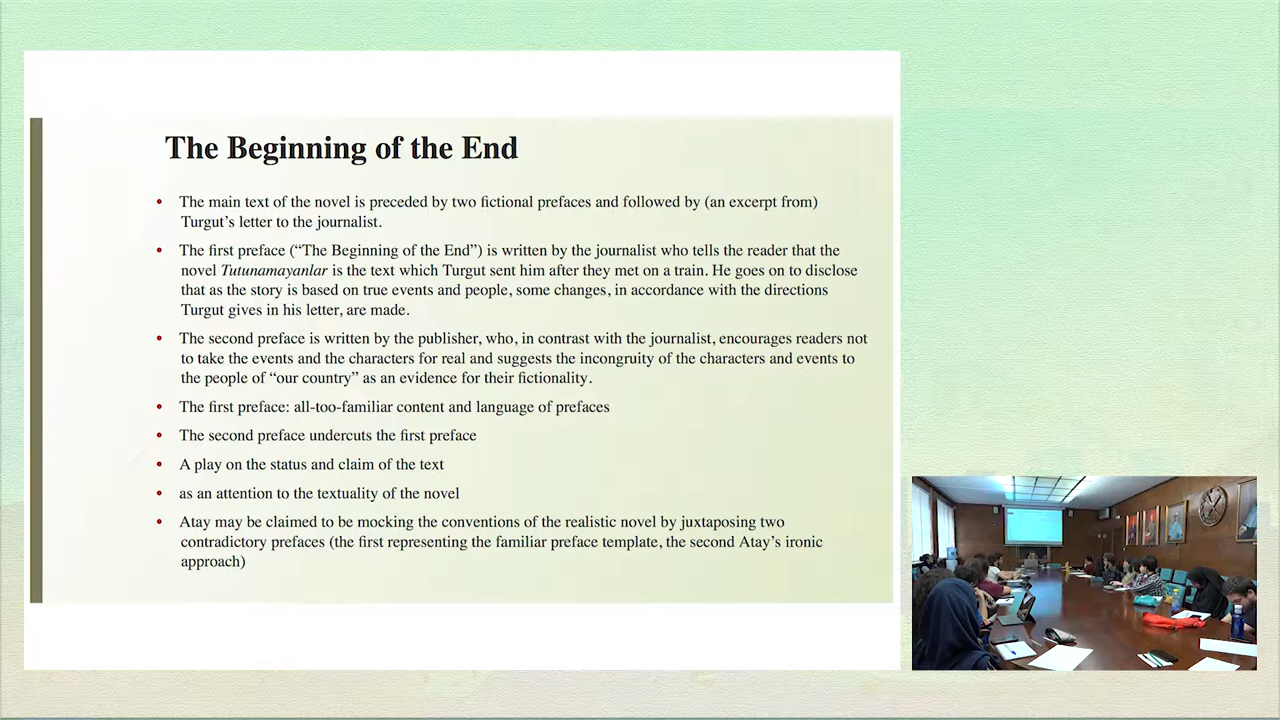 The Beginning of the End
• The main text of the novel is preceded by two fictional prefaces and followed by (an excerpt from)
Turgut’s letter to the journalist.
• The first preface (“The Beginning of the End”) is written by the journalist who tells the reader that the
novel Tutunamayanlar is the text which Turgut sent him after they met on a train. He goes on to disclose
that as the story is based on true events and people, some changes, in accordance with the directions
Turgut gives in his letter, are made.
• The second preface is written by the publisher, who, in contrast with the journalist, encourages readers not
to take the events and the characters for real and suggests the incongruity of the characters and events to
the people of “our country” as an evidence for their fictionality.
• The first preface: all-too-familiar content and language of prefaces
• The second preface undercuts the first preface
• A play on the status and claim of the text
• as an attention to the textuality of the novel
• Atay may be claimed to be mocking the conventions of the realistic novel by juxtaposing two
contradictory prefaces (the first representing the familiar preface template, the second Atay’s ironic
approach)